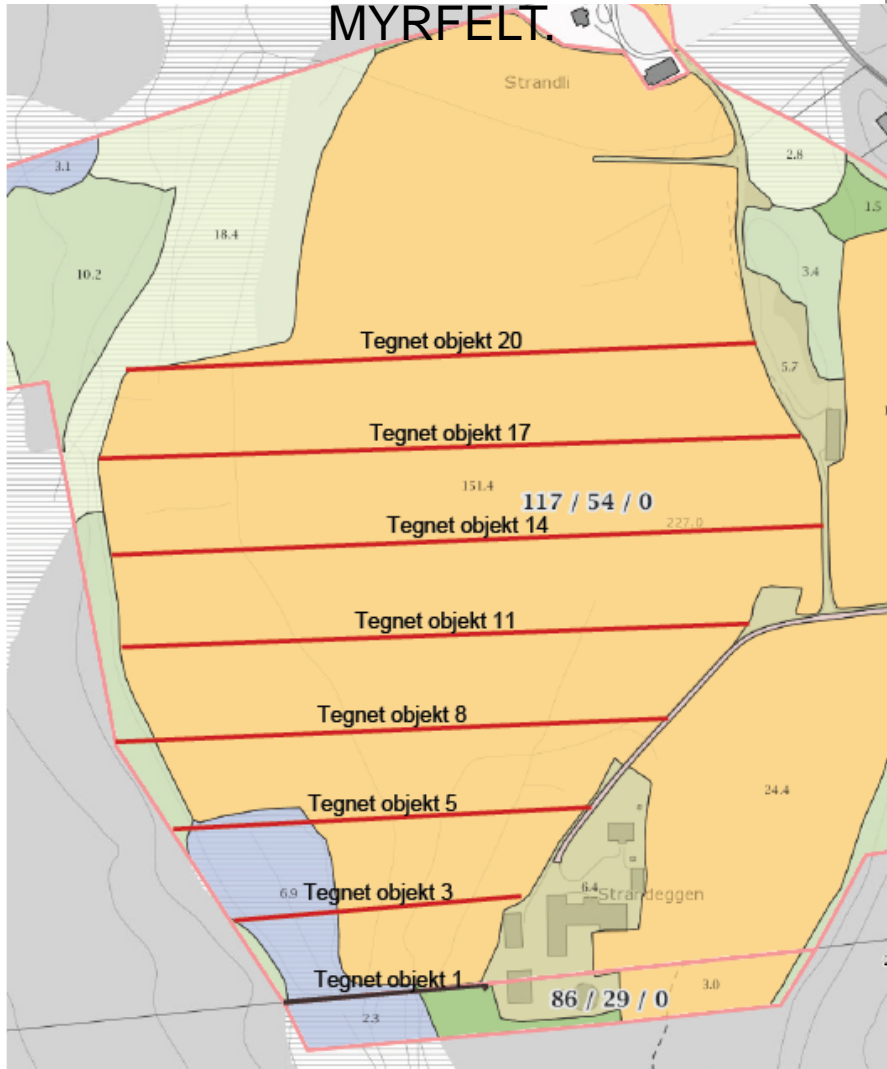 MYRFELT.
Strandli
3.1
2.8
1.5
18.4
10.2
3.4
Tegnet objekt 20
5.7
Tegnet objekt 17
151.4
117 / 54 / 0
Tegnet objekt 14
227.0
Tegnet objekt 11
Tegnet objekt 8
24.4
Tegnet objekt 5
6.9
Tegnet objekt 3
6.4
Strandeggen
Tegnet objekt 1
3.0
86 / 29 / 0
2.3